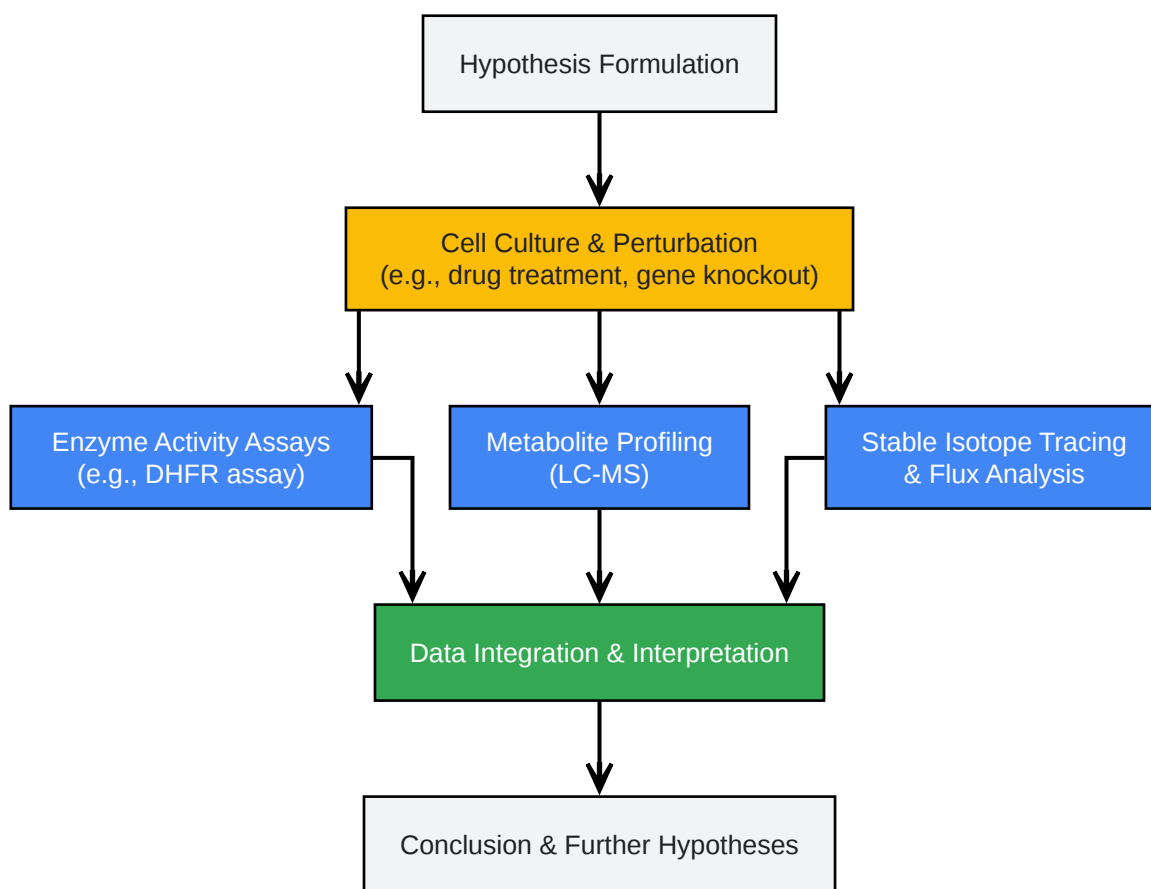 Hypothesis Formulation
Cell Culture & Perturbation
(e.g., drug treatment, gene knockout)
Enzyme Activity Assays
(e.g., DHFR assay)
Metabolite Profiling
(LC-MS)
Stable Isotope Tracing
& Flux Analysis
Data Integration & Interpretation
Conclusion & Further Hypotheses